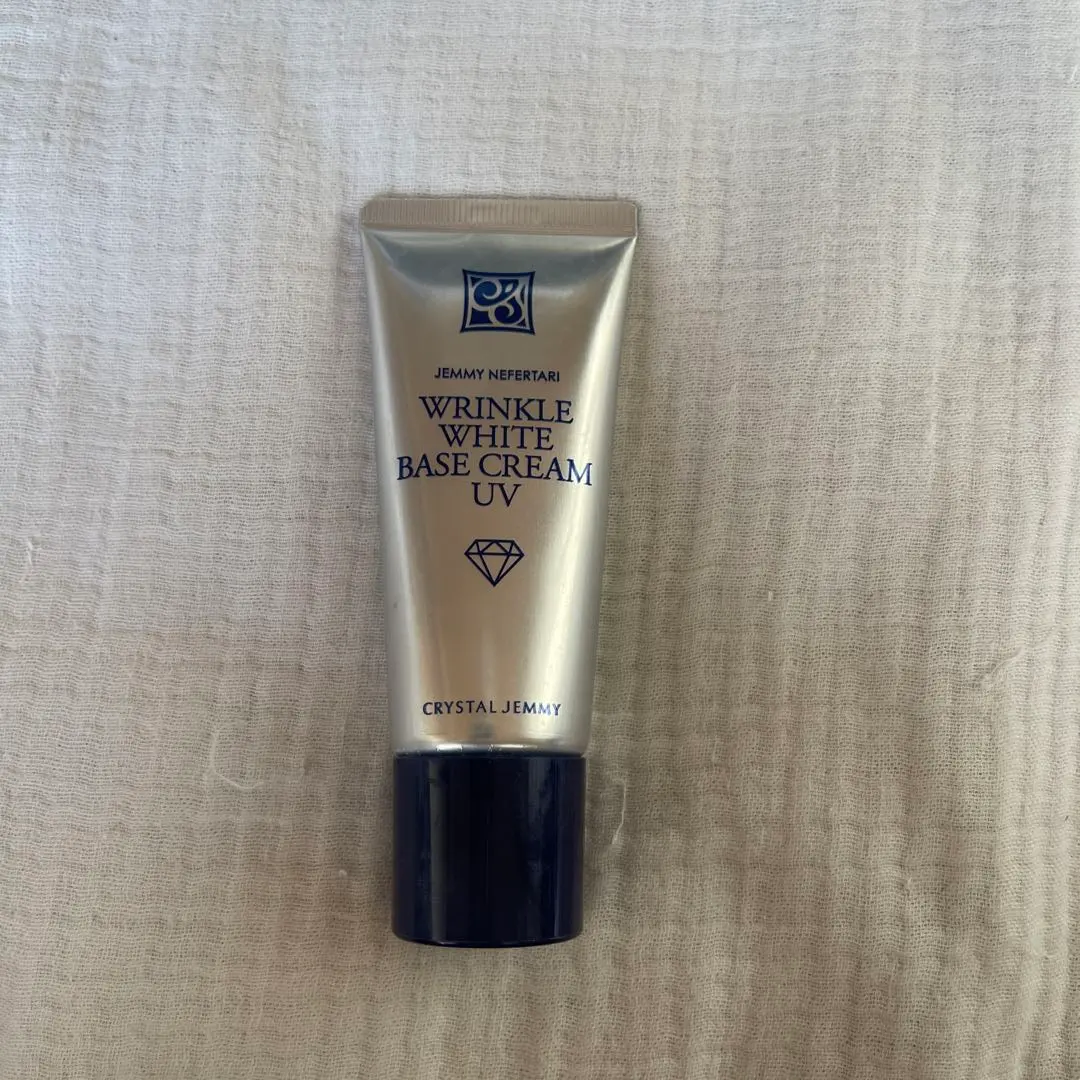 JEMMY NEFERTARI
WRINKLE
WHITE
BASE CREAM
UV
CRYSTAL JEMMY